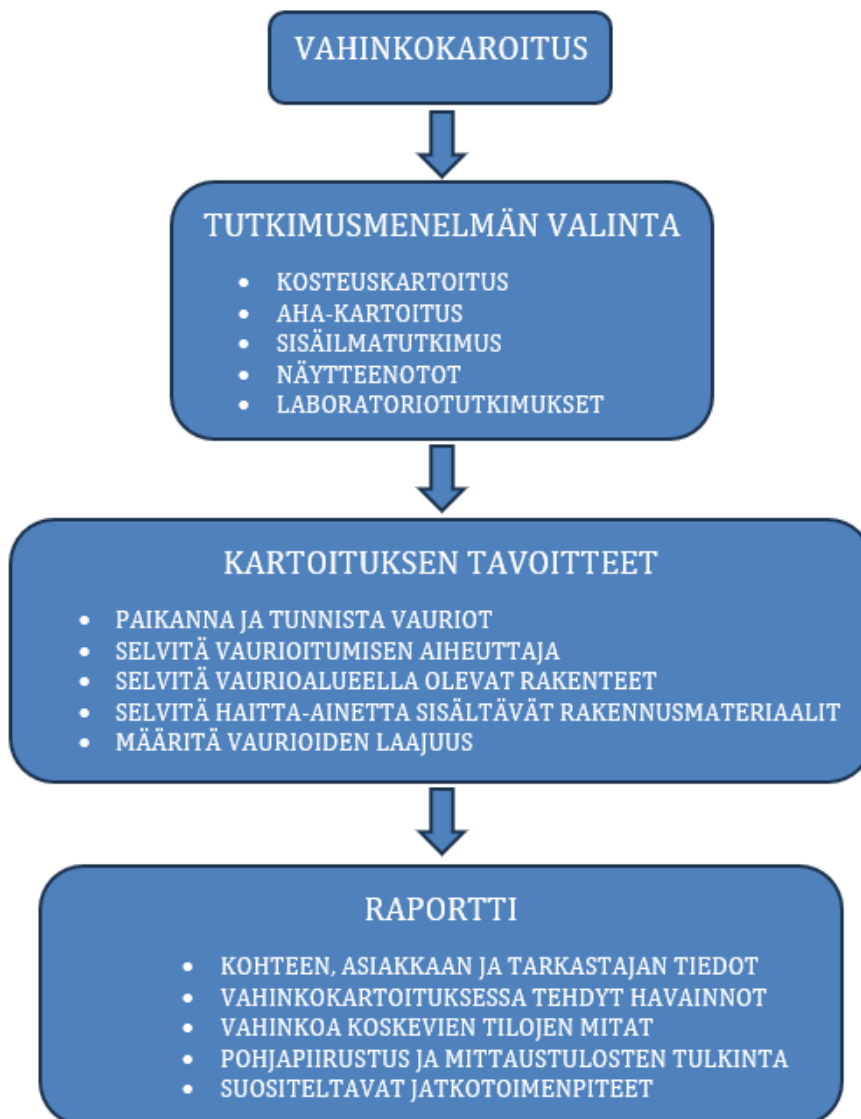 VAHINKOKAROITUS
TUTKIMUSMENELMÄN VALINTA
• KOSTEUSKARTOITUS
• AHA-KARTOITUS
• SISÄILMATUTKIMUS
• NÄYTTEENOTOT
• LABORATORIOTUTKIMUKSET
KARTOITUKSEN TAVOITTEET
• PAIKANNA JA TUNNISTA VAURIOT
• SELVITÄ VAURIOITUMISEN AIHEUTTAJA
• SELVITÄ VAURIOALUEELLA OLEVAT RAKENTEET
• SELVITÄ HAITTA-AINETTA SISÄLTÄVÄT RAKENNUSMATERIAALIT
• MÄÄRITÄ VAURIOIDEN LAAJUUS
RAPORTTI
• KOHTEEN, ASIAKKAAN JA TARKASTAJAN TIEDOT
• VAHINKOKARTOITUKSESSA TEHDYT HAVAINNOT
• VAHINKOA KOSKEVIEN TILOJEN MITAT
• POHJAPIIRUSTUS JA MITTAUSTULOSTEN TULKINTA
• SUOSITELTAVAT JATKOTOIMENPITEET